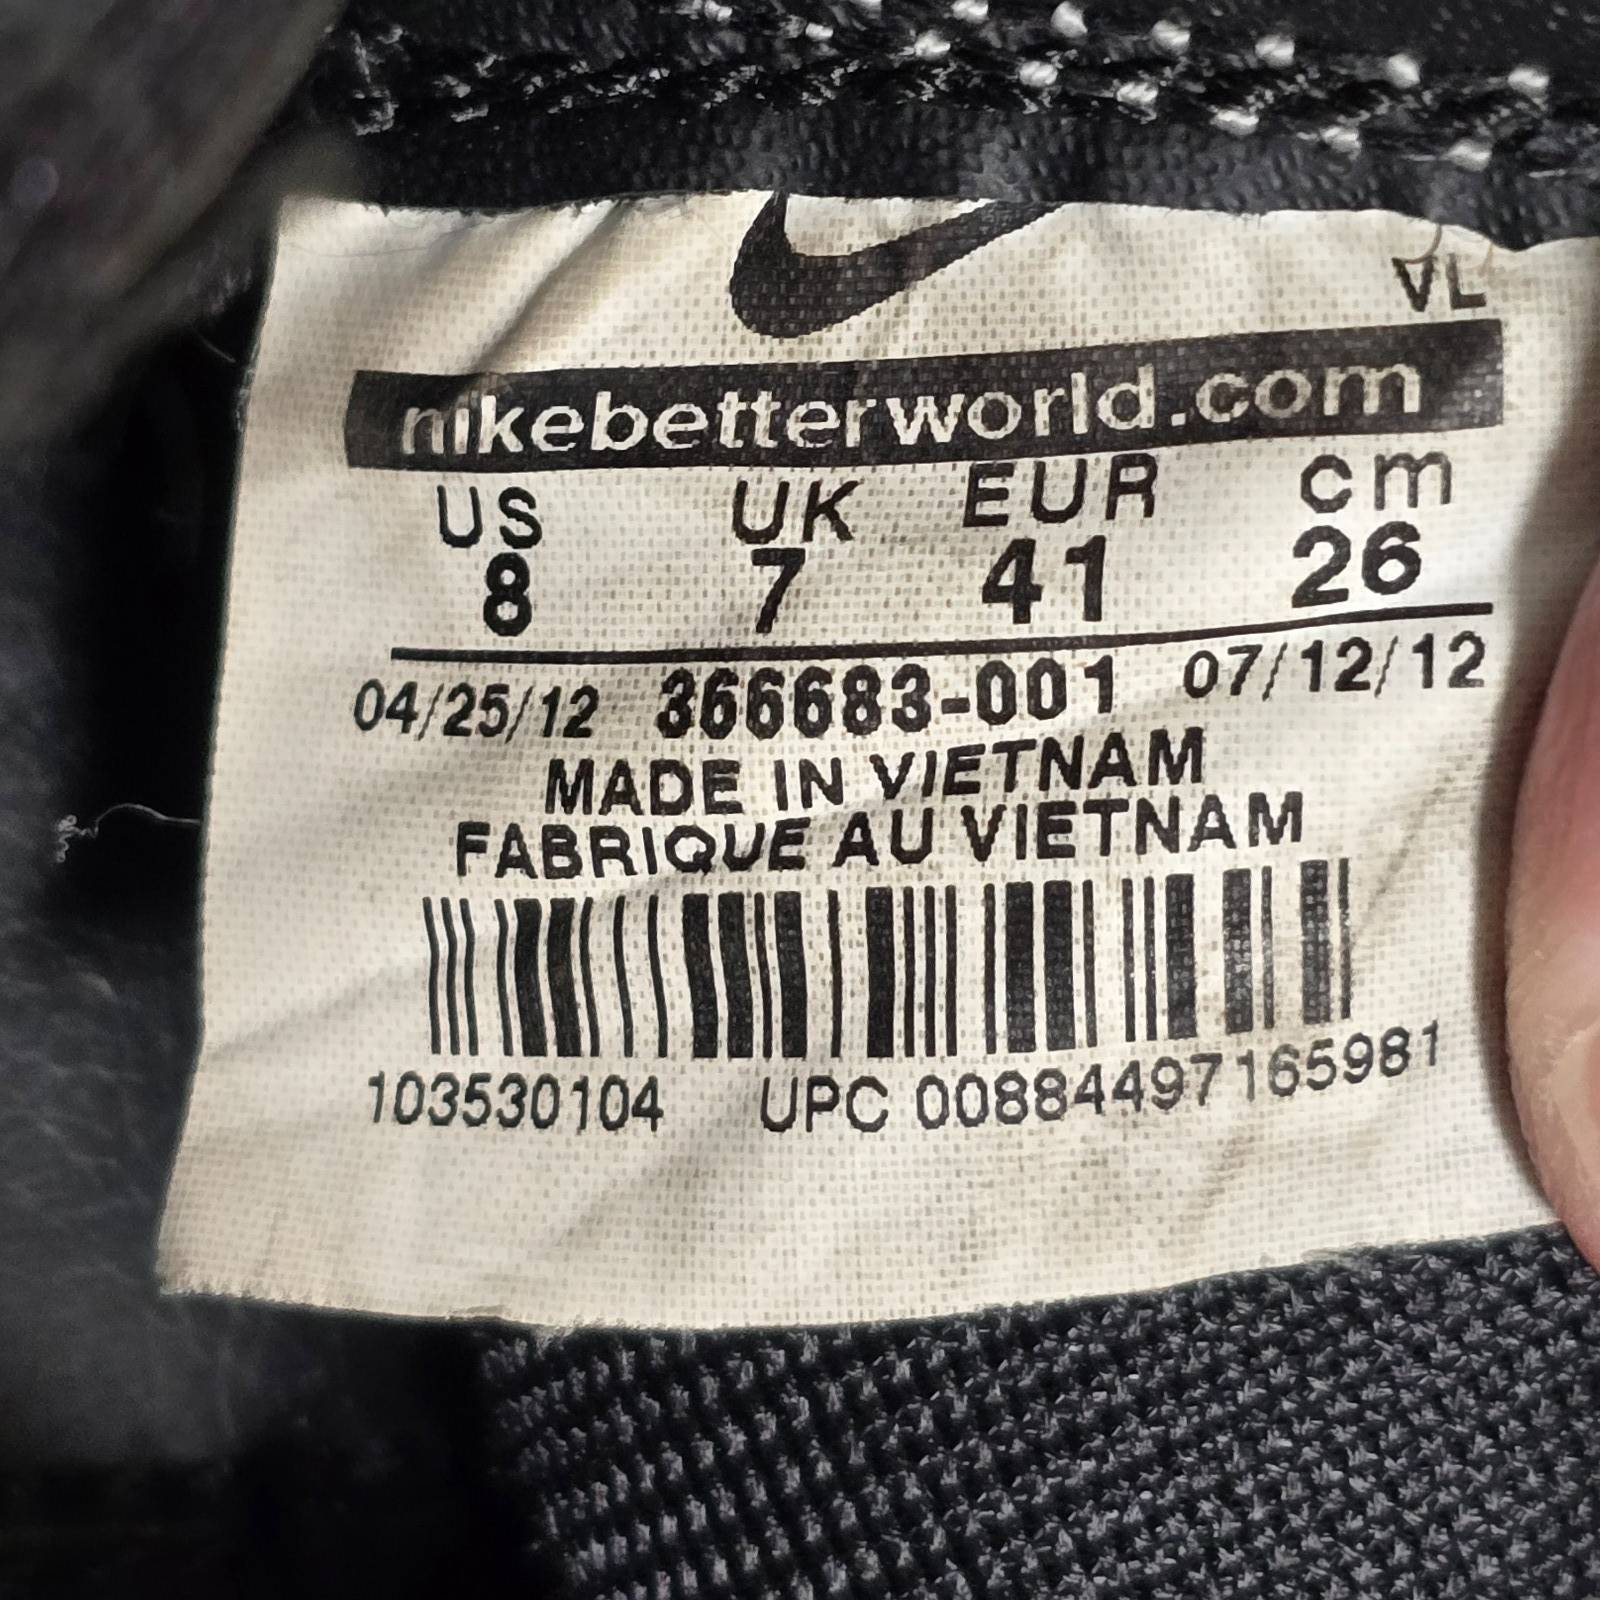 VL
nikebetterworld.com
US UK EUR cm
8 7 41 26
04/25/12 366683-001 07/12/12
MADE IN VIETNAM
FABRIQUE AU VIETNAM
103530104 UPC 00884497165981